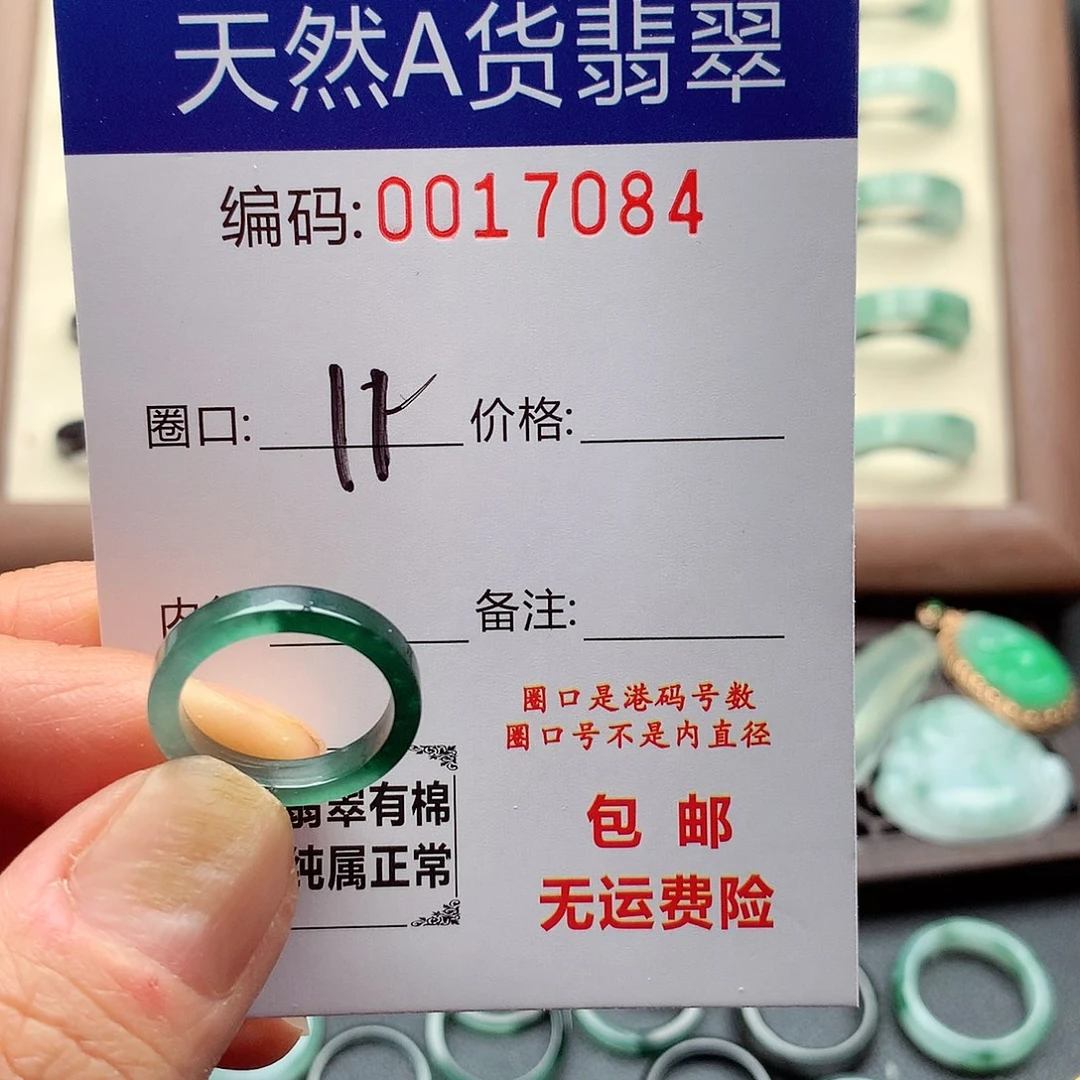 天然A货翡翠
编码:0017084
圈口: 11 价格:
备注:
圈口是港码号数
圈口号不是内直径
翡翠有棉
纯属正常
包 邮
无运费险